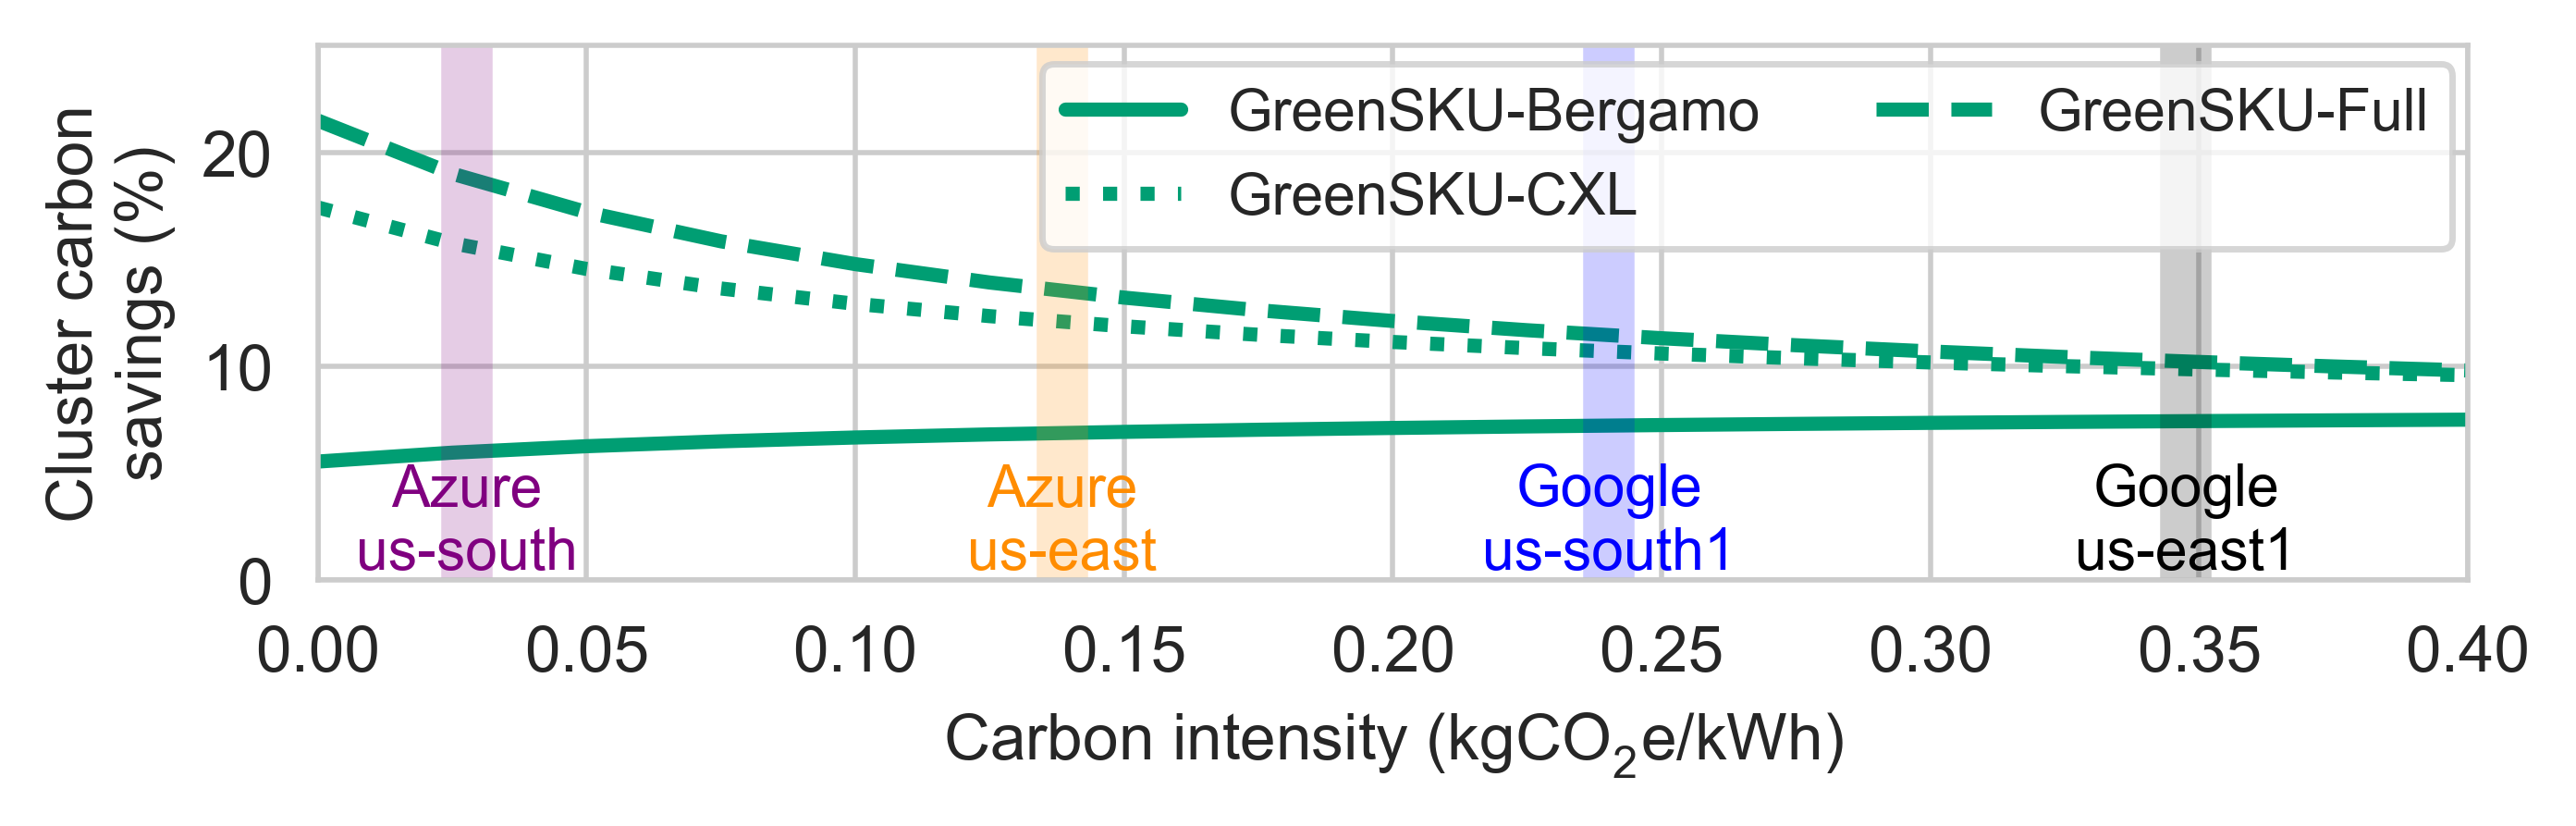 Cluster carbon
savings (%)
20
10
0
GreenSKU-Bergamo
GreenSKU-CXL
GreenSKU-Full
Azure
us-south
Azure
us-east
Google
us-south1
Google
us-east1
0.00 0.05 0.10 0.15 0.20 0.25 0.30 0.35 0.40
Carbon intensity (kgCO₂e/kWh)